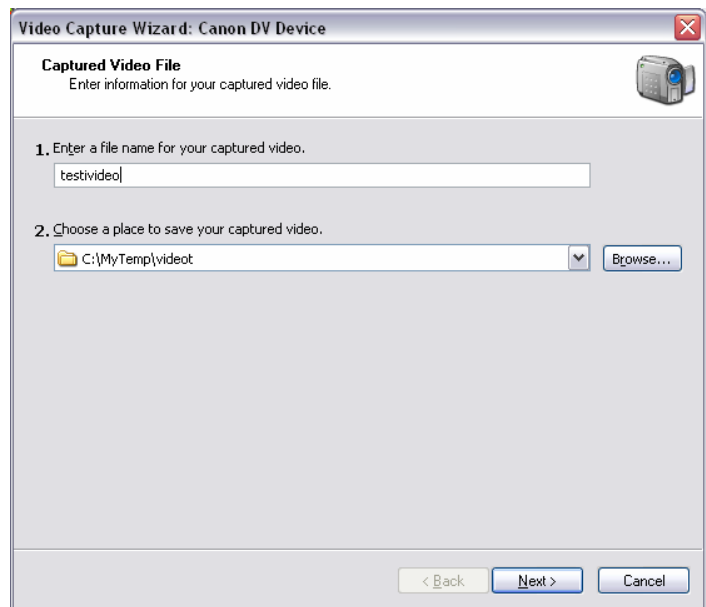 Video Capture Wizard: Canon DV Device
Captured Video File
Enter information for your captured video file.
1. Enter a file name for your captured video.
testivideo
2. Choose a place to save your captured video.
C:\MyTemp\videot
Browse...
< Back Next > Cancel